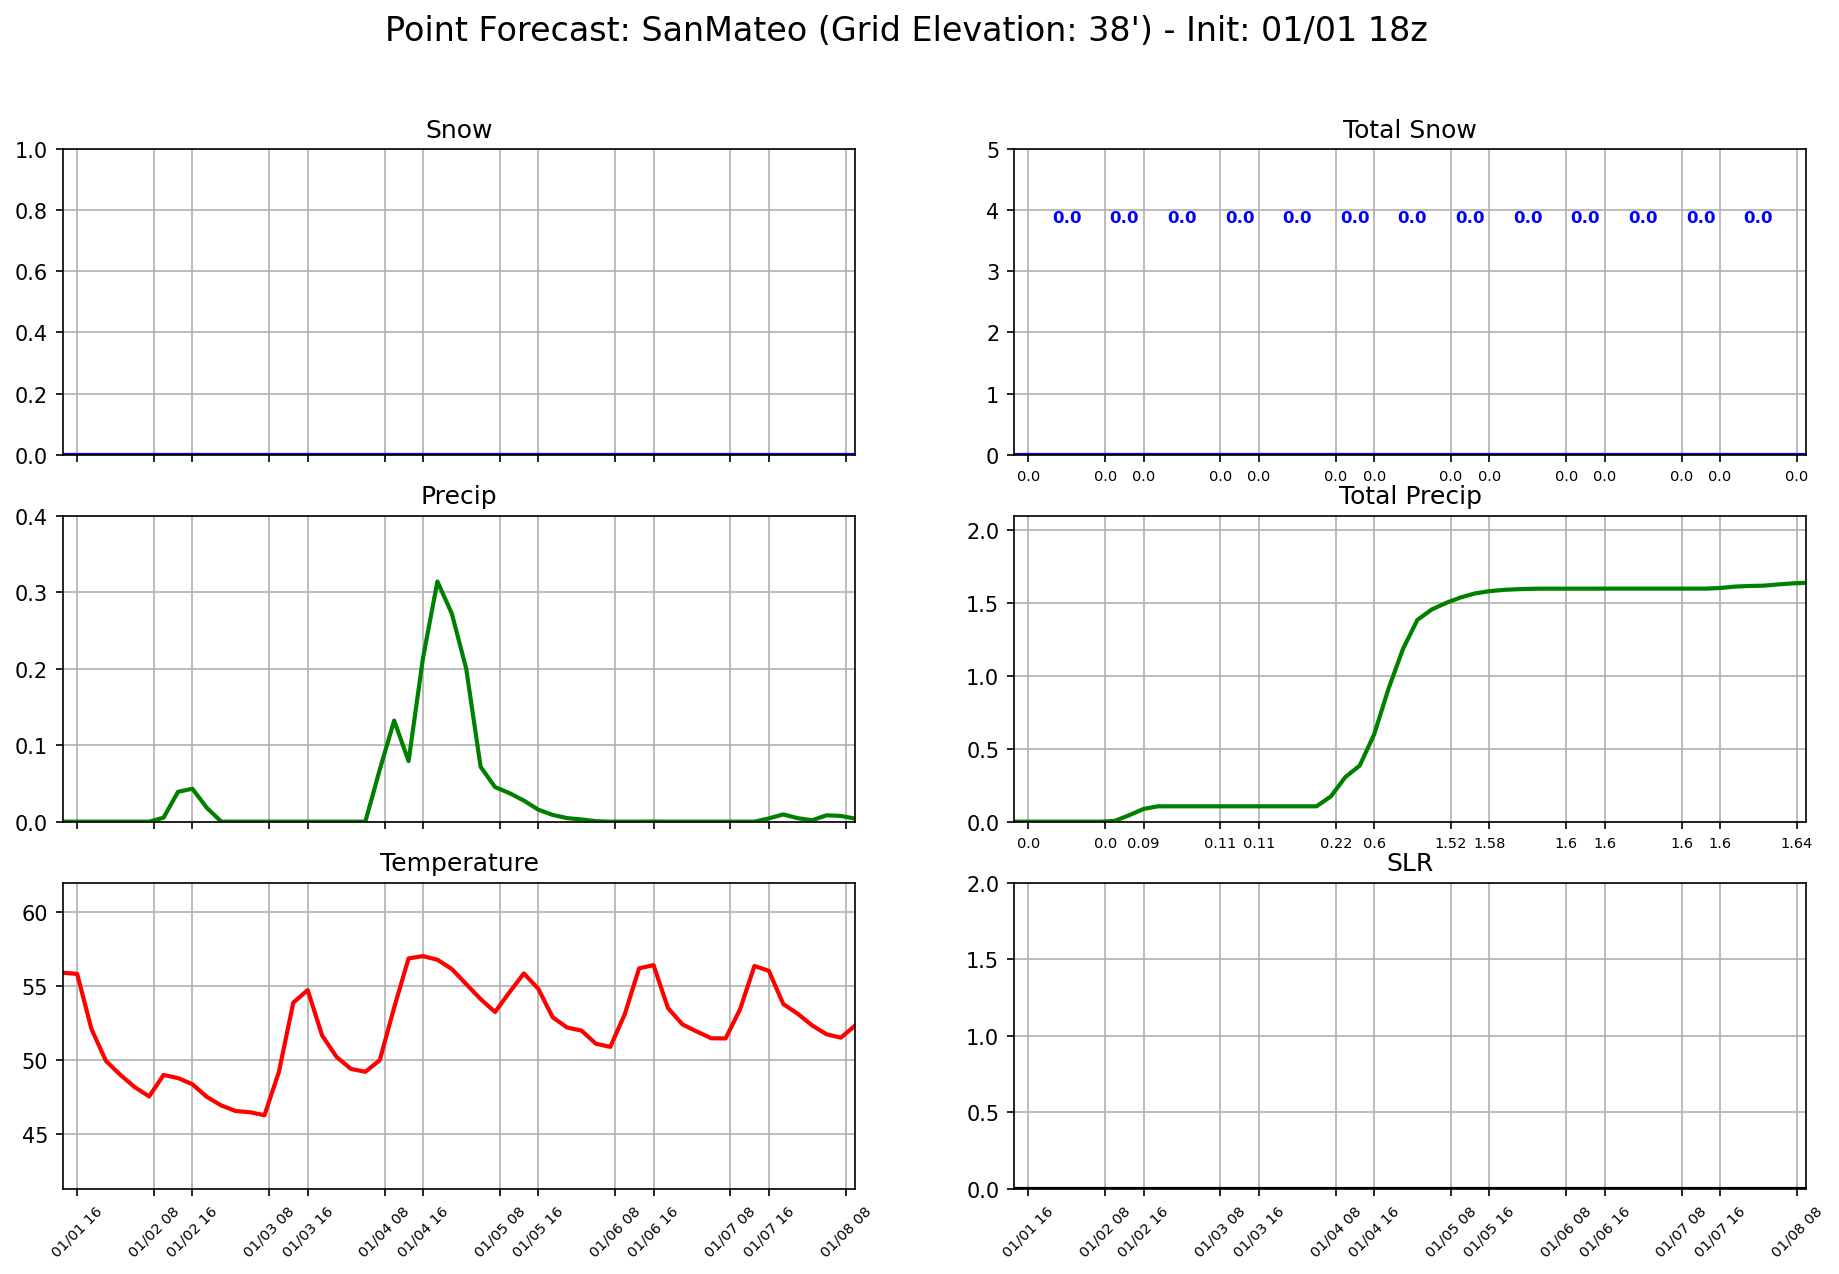 Point Forecast: SanMateo (Grid Elevation: 38') - Init: 01/01 18z
Snow
1.0
0.8
0.6
0.4
0.2
0.0
Total Snow
5
4
3
2
1
0
0.0 0.0 0.0 0.0 0.0 0.0 0.0 0.0 0.0 0.0 0.0 0.0 0.0
0.0 0.0 0.0 0.0 0.0 0.0 0.0 0.0 0.0 0.0 0.0 0.0 0.0 0.0
Precip
0.4
0.3
0.2
0.1
0.0
Total Precip
2.0
1.5
1.0
0.5
0.0
0.0 0.0 0.09 0.11 0.11 0.22 0.6 1.52 1.58 1.6 1.6 1.6 1.6 1.64
Temperature
60
55
50
45
01/01 16 01/02 08 01/02 16 01/03 08 01/03 16 01/04 08 01/04 16 01/05 08 01/05 16 01/06 08 01/06 16 01/07 08 01/07 16 01/08 08
SLR
2.0
1.5
1.0
0.5
0.0
01/01 16 01/02 08 01/02 16 01/03 08 01/03 16 01/04 08 01/04 16 01/05 08 01/05 16 01/06 08 01/06 16 01/07 08 01/07 16 01/08 08